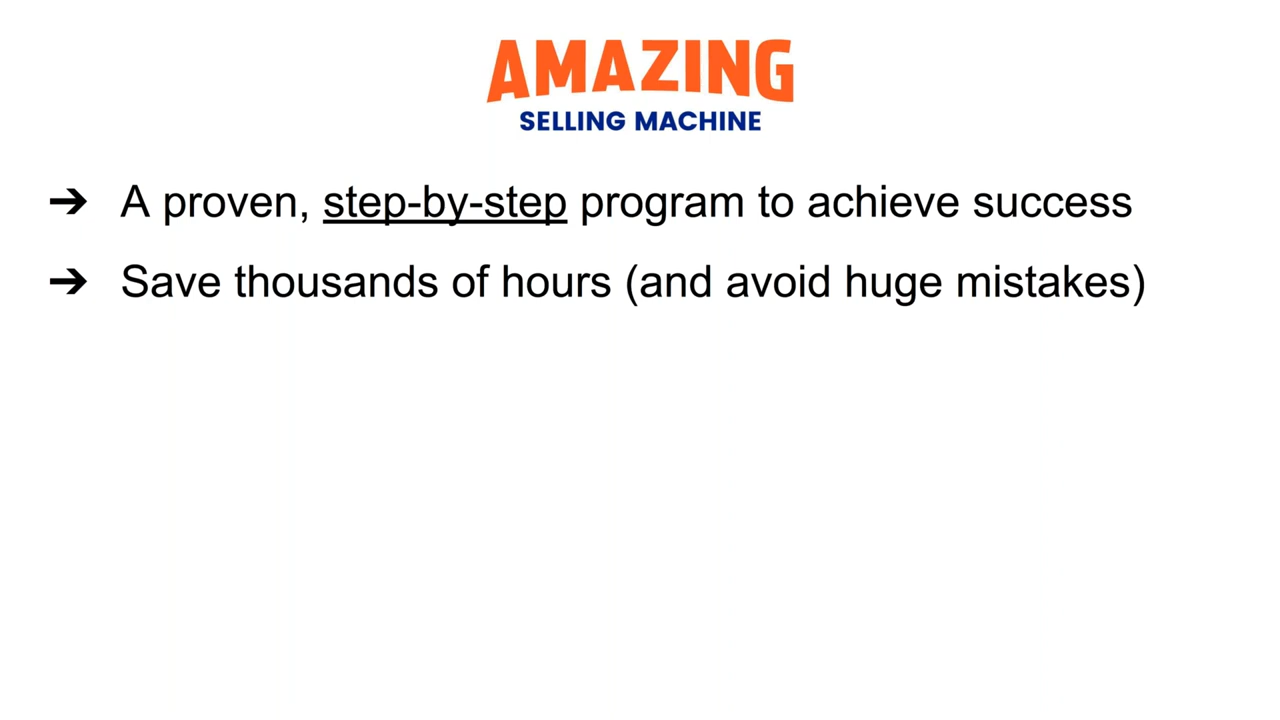 AMAZING
SELLING MACHINE
➔ A proven, step-by-step program to achieve success
➔ Save thousands of hours (and avoid huge mistakes)